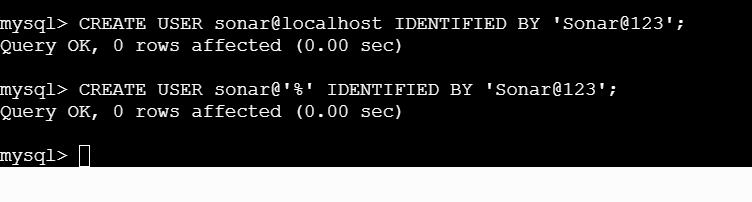 mysql> CREATE USER sonar@localhost IDENTIFIED BY 'Sonar@123';
Query OK, 0 rows affected (0.00 sec)
mysql> CREATE USER sonar@'%' IDENTIFIED BY 'Sonar@123';
Query OK, 0 rows affected (0.00 sec)
mysql>